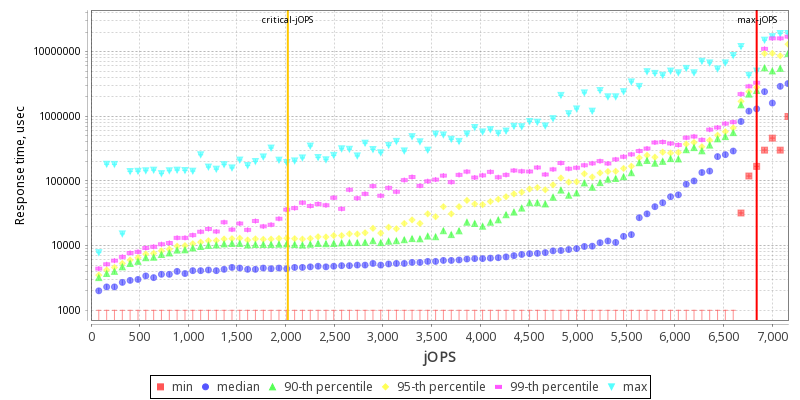 critical-jOPS max-jOPS
10000000
1000000
100000
10000
1000
Response time, usec
0 500 1,000 1,500 2,000 2,500 3,000 3,500 4,000 4,500 5,000 5,500 6,000 6,500 7,000
jOPS
min median 90-th percentile 95-th percentile 99-th percentile max